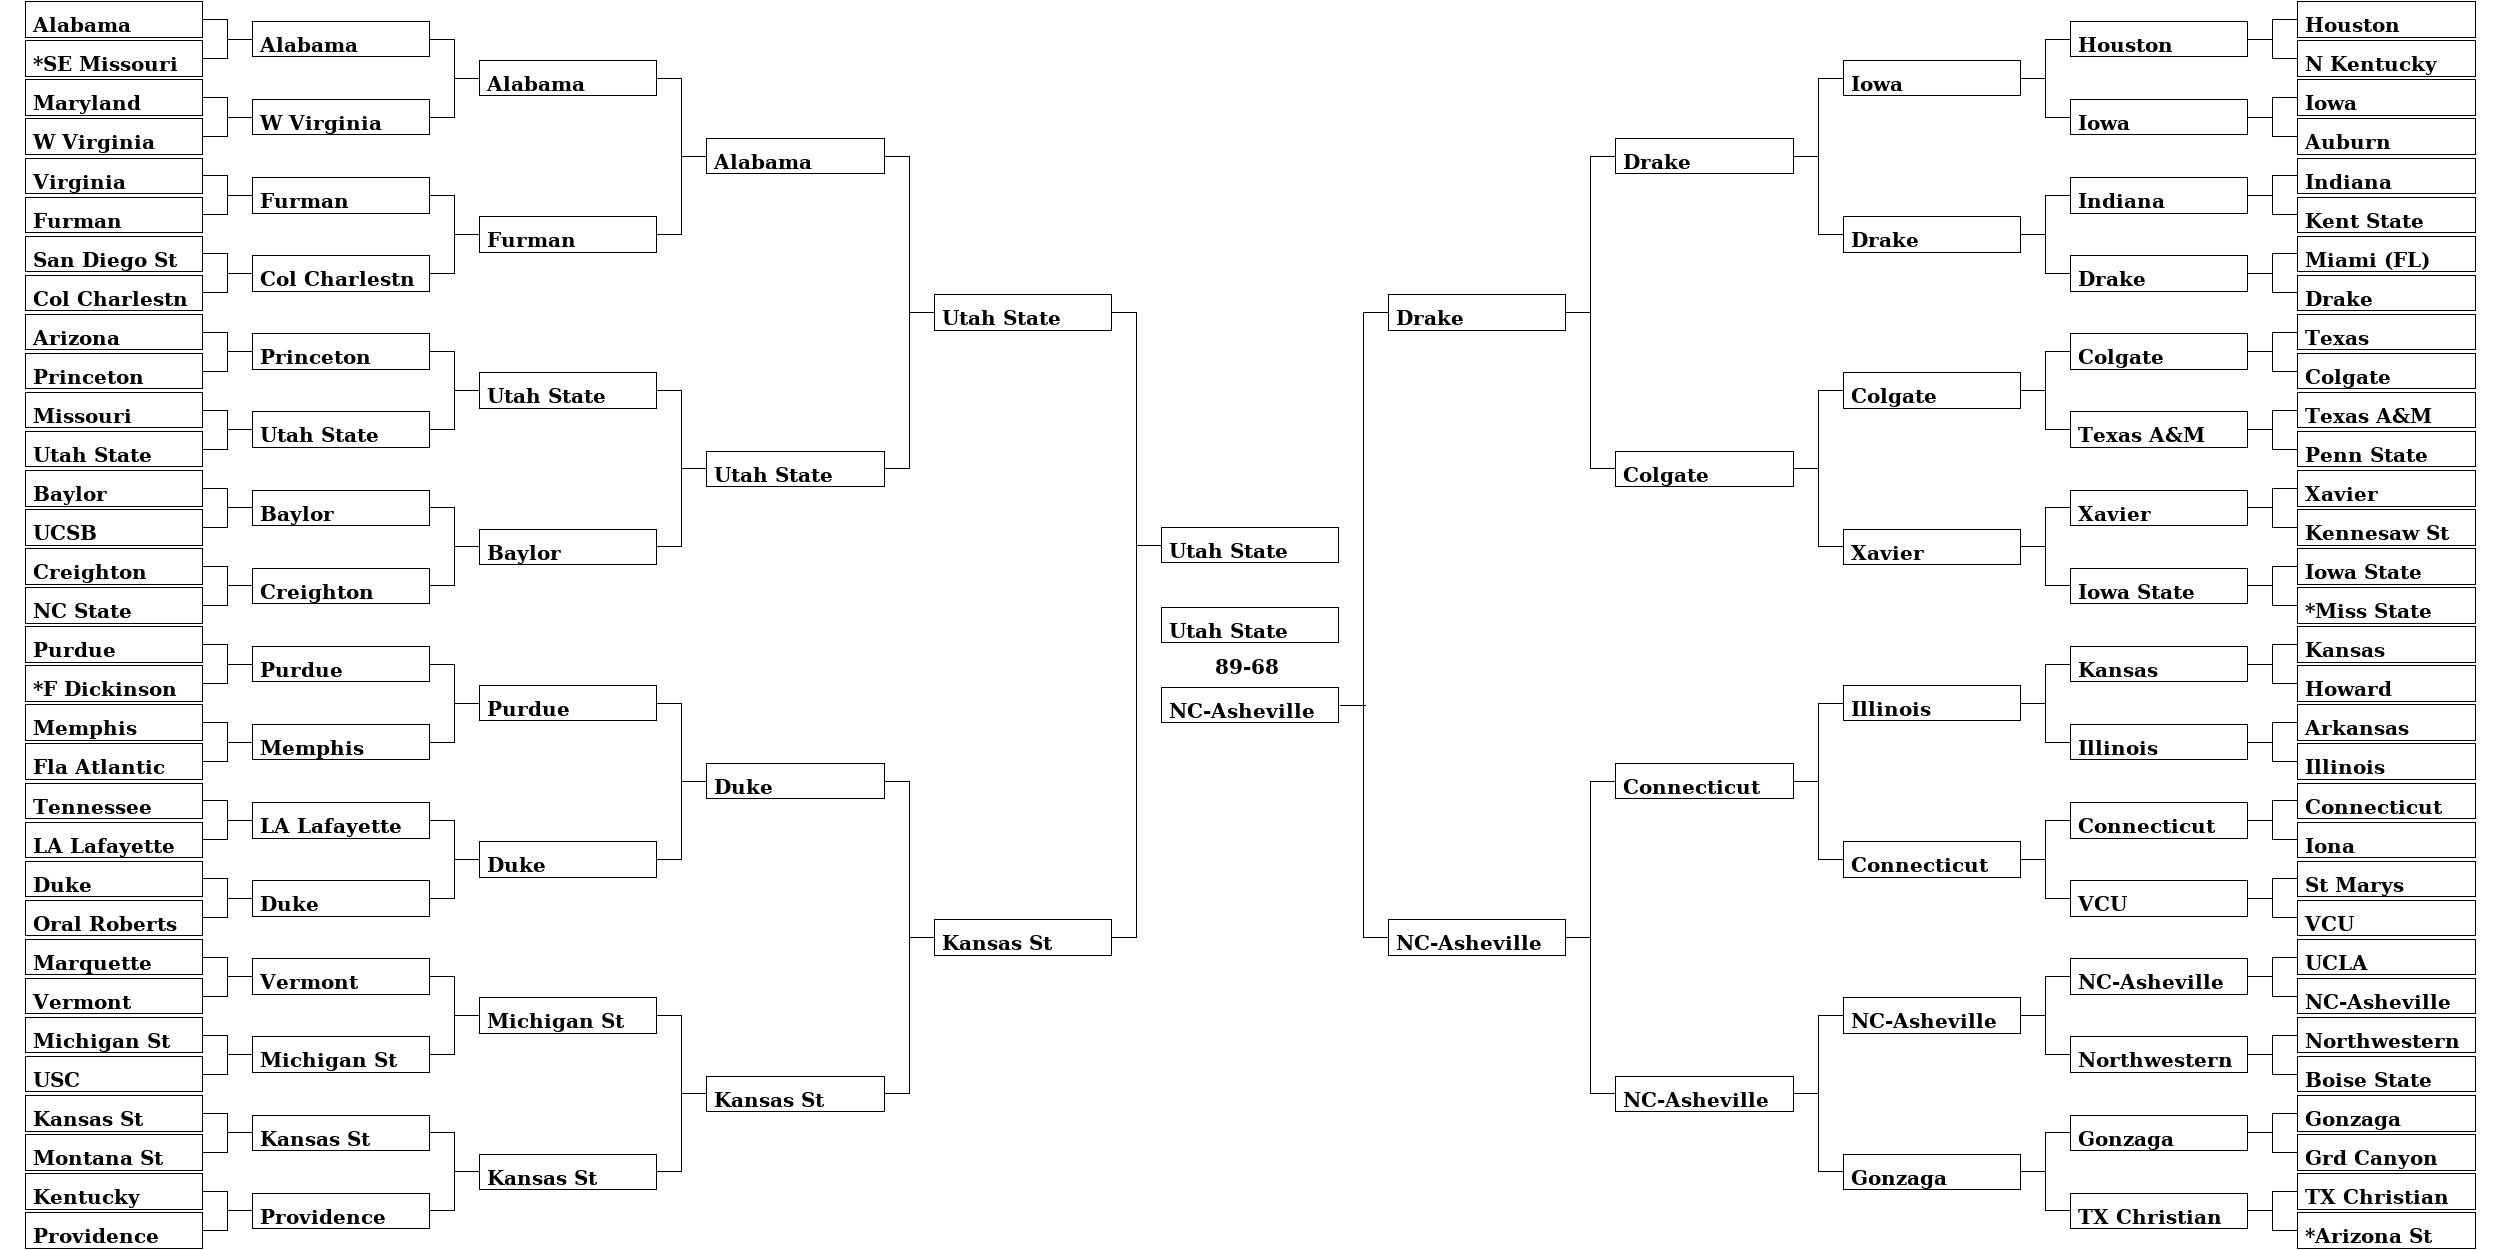 Alabama
*SE Missouri
Maryland
W Virginia
Virginia
Furman
San Diego St
Col Charlestn
Arizona
Princeton
Missouri
Utah State
Baylor
UCSB
Creighton
NC State
Purdue
*F Dickinson
Memphis
Fla Atlantic
Tennessee
LA Lafayette
Duke
Oral Roberts
Marquette
Vermont
Michigan St
USC
Kansas St
Montana St
Kentucky
Providence
Alabama
W Virginia
Furman
Col Charlestn
Princeton
Utah State
Baylor
Creighton
Purdue
Memphis
LA Lafayette
Duke
Vermont
Michigan St
Kansas St
Providence
Alabama
Furman
Utah State
Baylor
Purdue
Duke
Michigan St
Kansas St
Alabama
Utah State
Duke
Kansas St
Utah State
Kansas St
Utah State
Utah State
89-68
NC-Asheville
Drake
NC-Asheville
Drake
Colgate
Connecticut
NC-Asheville
Iowa
Drake
Colgate
Xavier
Illinois
Connecticut
NC-Asheville
Gonzaga
Houston
Iowa
Indiana
Drake
Colgate
Texas A&M
Xavier
Iowa State
Kansas
Illinois
Connecticut
VCU
NC-Asheville
Northwestern
Gonzaga
TX Christian
Houston
N Kentucky
Iowa
Auburn
Indiana
Kent State
Miami (FL)
Drake
Texas
Colgate
Texas A&M
Penn State
Xavier
Kennesaw St
Iowa State
*Miss State
Kansas
Howard
Arkansas
Illinois
Connecticut
Iona
St Marys
VCU
UCLA
NC-Asheville
Northwestern
Boise State
Gonzaga
Grd Canyon
TX Christian
*Arizona St